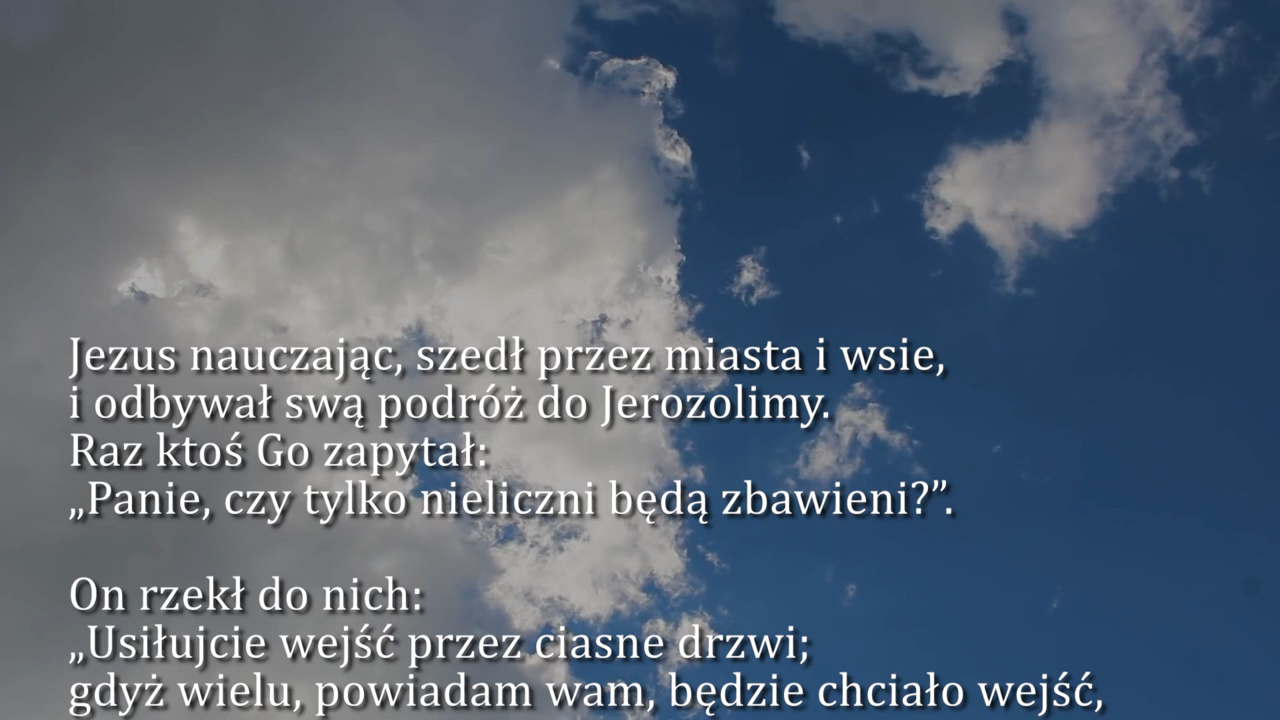 Jezus nauczając, szedł przez miasta i wsie,
i odbywał swą podróż do Jerozolimy.
Raz ktoś Go zapytał:
„Panie, czy tylko nieliczni będą zbawieni?”.
On rzekł do nich:
„Usiłujcie wejść przez ciasne drzwi;
gdyż wielu, powiadam wam, będzie chciało wejść,